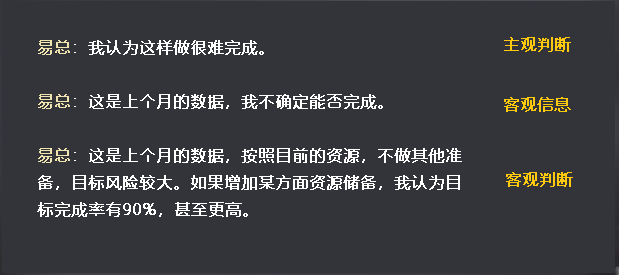 易总：我认为这样做很难完成。 主观判断
易总：这是上个月的数据，我不确定能否完成。 客观信息
易总：这是上个月的数据，按照目前的资源，不做其他准
备，目标风险较大。如果增加某方面资源储备，我认为目
标完成率有90%，甚至更高。
客观判断